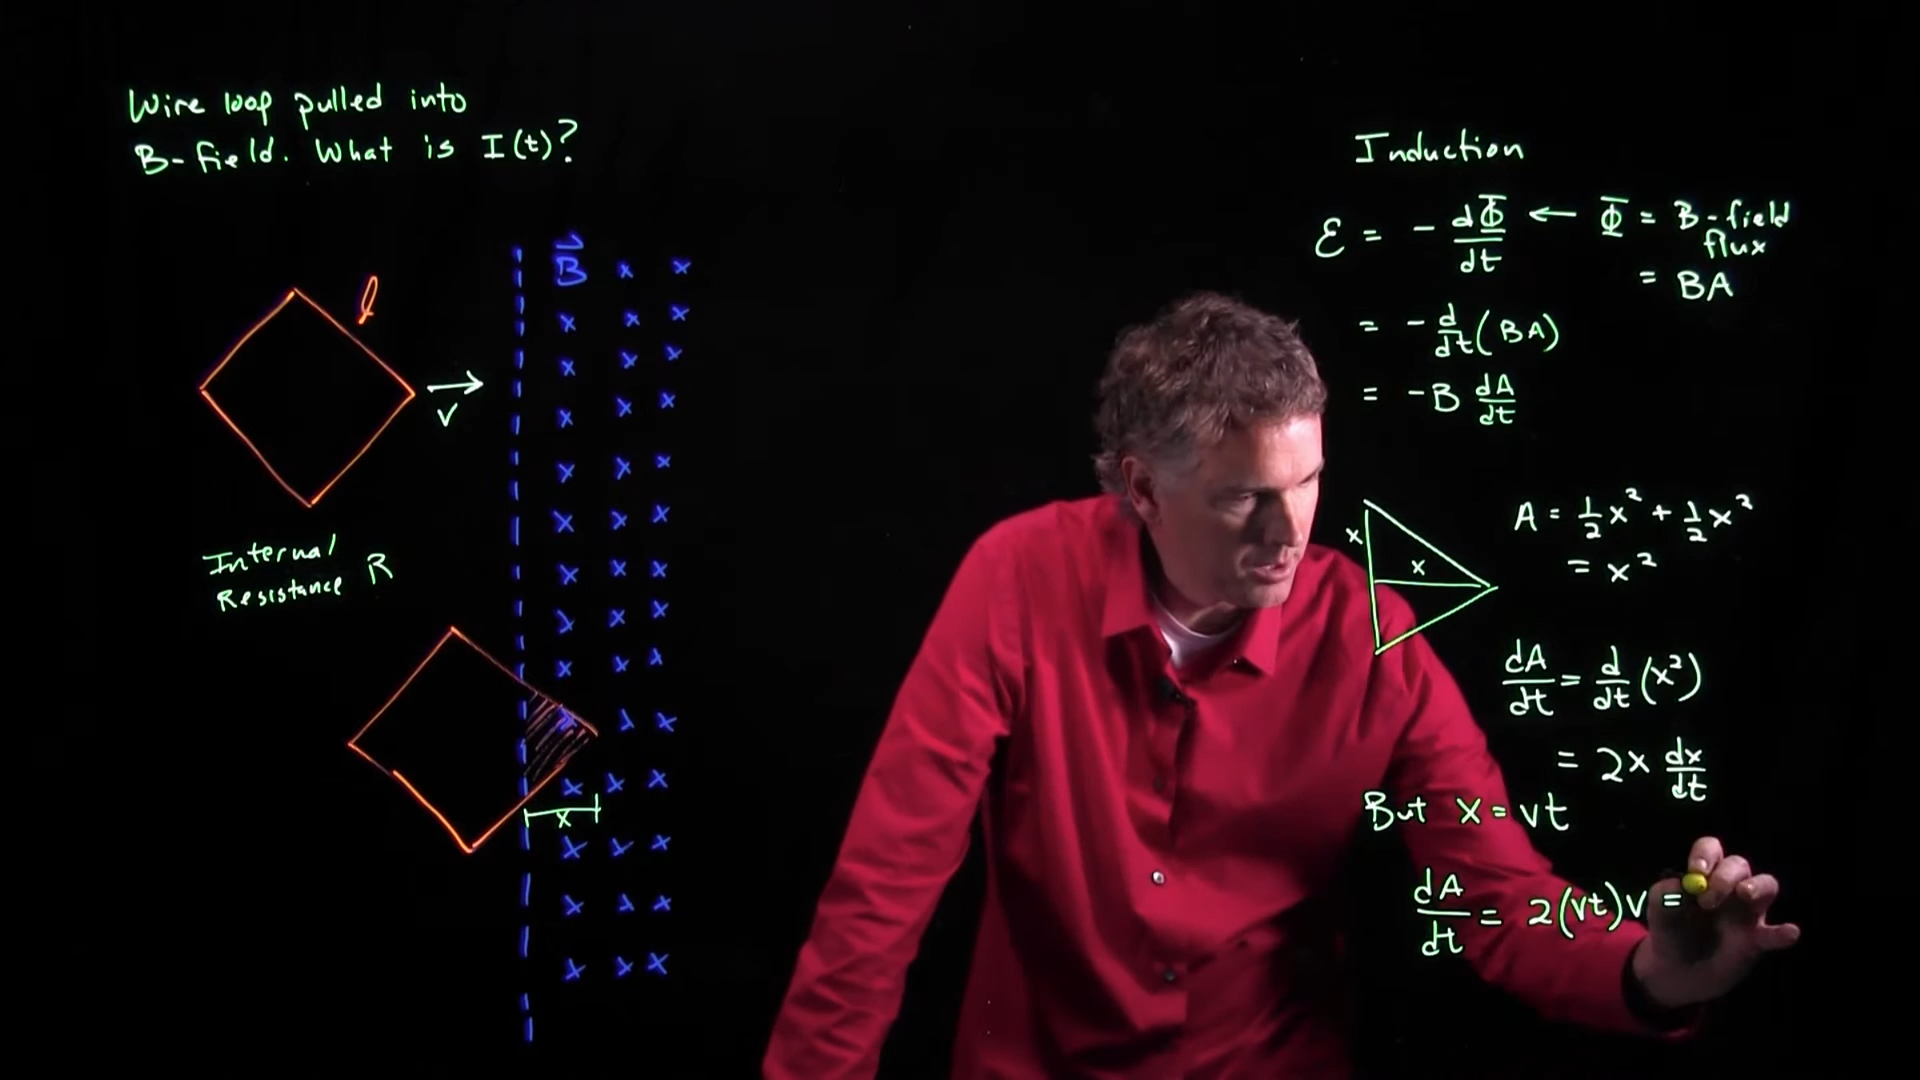 Wire loop pulled into
B-field. What is I(t)?
l
v
Internal
Resistance R
B⃗ x x
x x x
x x x
x x x
x x x
x x x
x x x
x x x
x x x
x x x
x x x
x
x x x
x x x
x x x
Induction
ℰ = - dΦ/dt ← Φ = B-field
flux
= BA
= - d/dt (BA)
= -B dA/dt
x
x
A = ½x² + ½x²
= x²
dA/dt = d/dt (x²)
= 2x dx/dt
But x = vt
dA/dt = 2(vt)v =